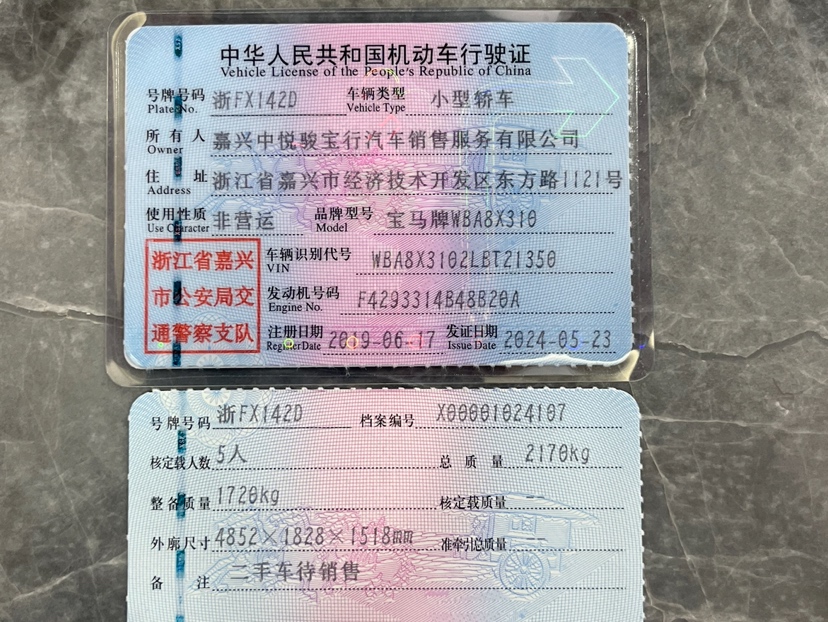 中华人民共和国机动车行驶证
Vehicle License of the People's Republic of China
号牌号码 浙FX142D 车辆类型 小型轿车
Plate No. Vehicle Type
所有人 嘉兴中悦骏宝行汽车销售服务有限公司
Owner
住址 浙江省嘉兴市经济技术开发区东方路1121号
Address
使用性质 非营运 品牌型号 宝马牌WBA8X310
Use Character Model
浙江省嘉兴
市公安局交
通警察支队
车辆识别代号 WBA8X3102LBT21350
VIN
发动机号码 F4293314B48B20A
Engine No.
注册日期 2019-06-17 发证日期 2024-05-23
Register Date Issue Date
号牌号码 浙FX142D 档案编号 X00001024107
核定载人数 5人 总质量 2170kg
整备质量 1720kg 核定载质量 --
外廓尺寸 4852×1828×1518mm 准牵引总质量 --
备注 二手车待销售